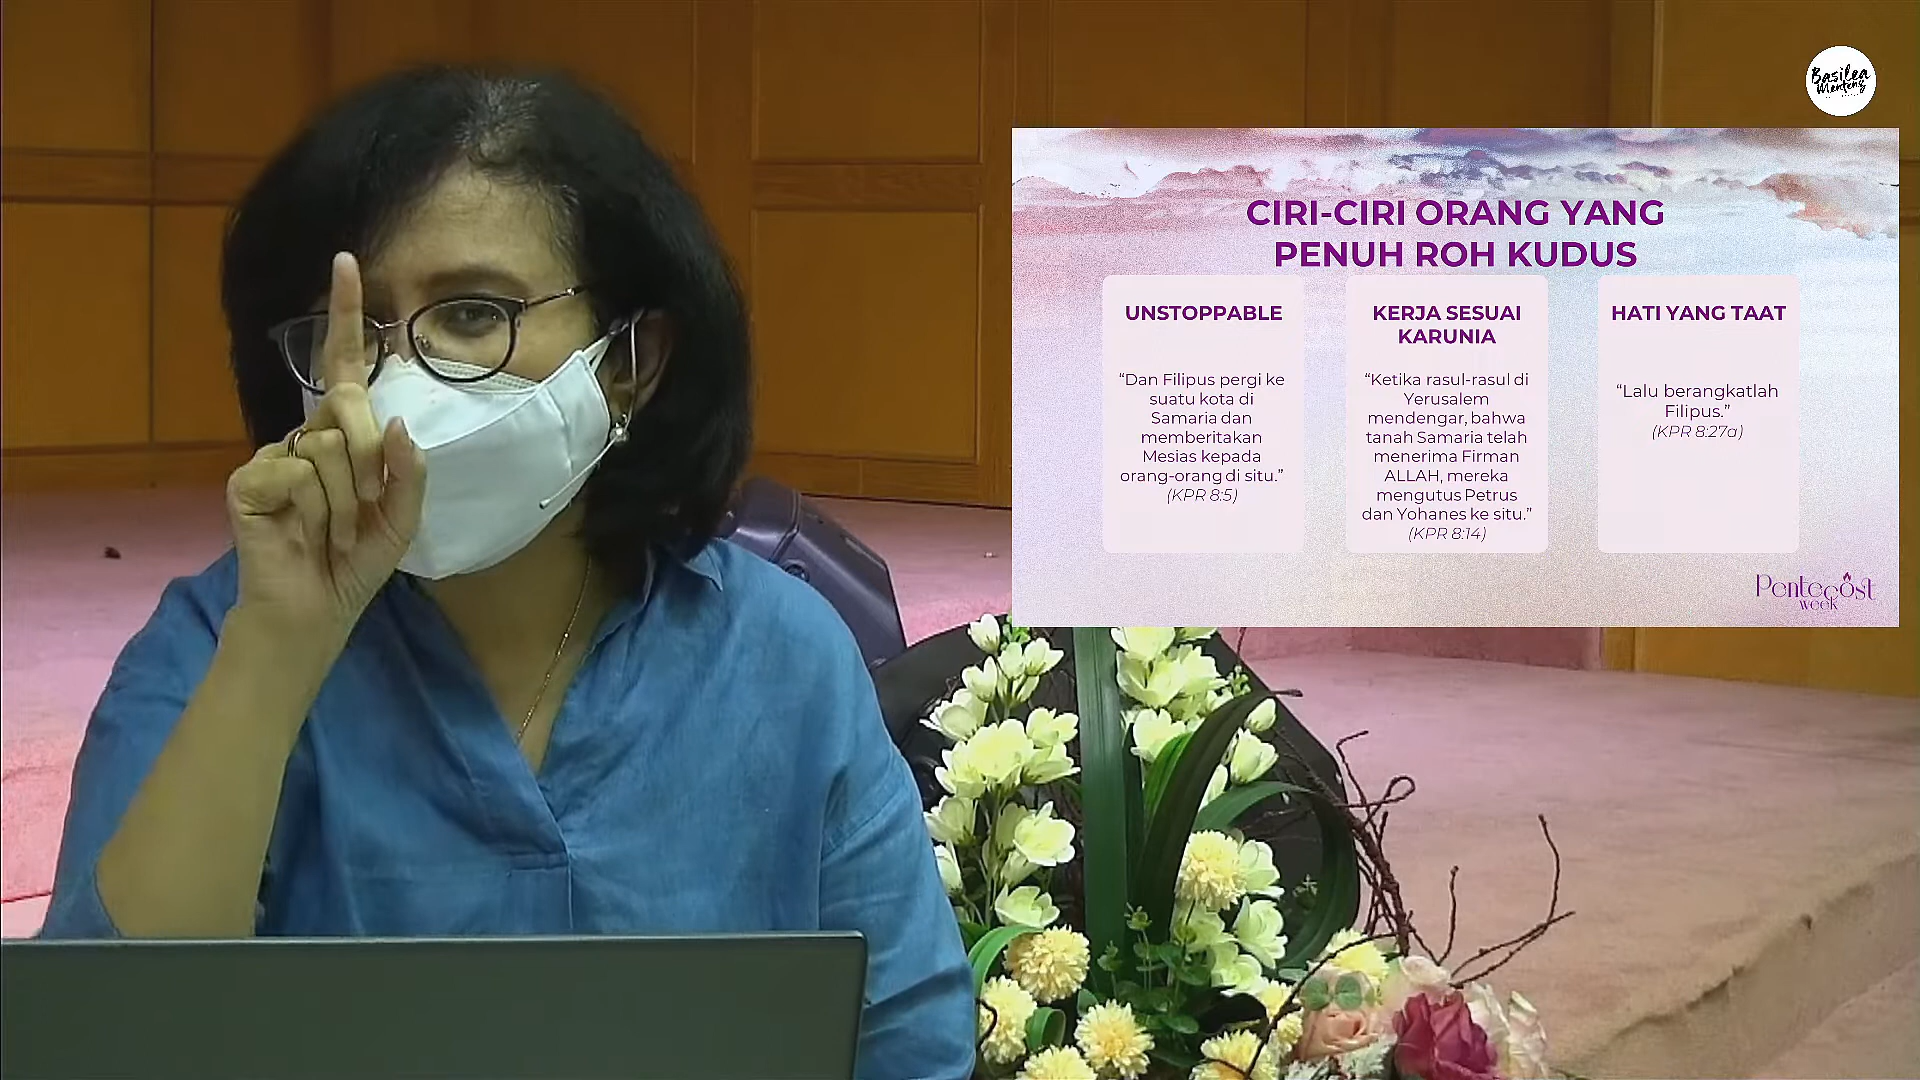 Basilea
Menteng
CIRI-CIRI ORANG YANG
PENUH ROH KUDUS
UNSTOPPABLE
“Dan Filipus pergi ke
suatu kota di
Samaria dan
memberitakan
Mesias kepada
orang-orang di situ.”
(KPR 8:5)
KERJA SESUAI
KARUNIA
“Ketika rasul-rasul di
Yerusalem
mendengar, bahwa
tanah Samaria telah
menerima Firman
ALLAH, mereka
mengutus Petrus
dan Yohanes ke situ.”
(KPR 8:14)
HATI YANG TAAT
“Lalu berangkatlah
Filipus.”
(KPR 8:27a)
Pentecost
week